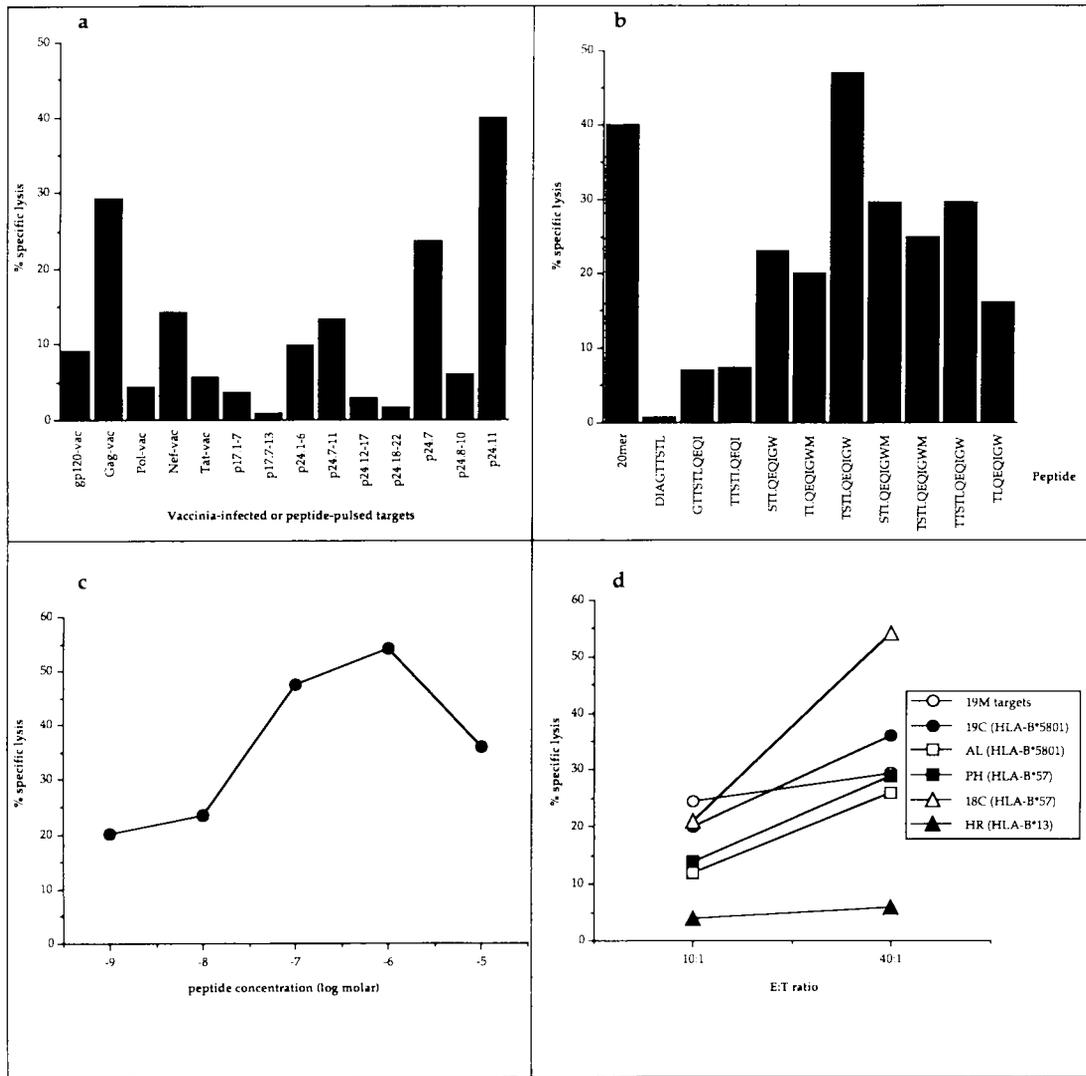 a
50
40
30
20
10
0
% specific lysis
gp120-vac
Gag-vac
Pol-vac
Nef-vac
Tat-vac
p17.1-7
p17.7-13
p24.1-6
p24.7-11
p24.12-17
p24.18-22
p24.7
p24.8-10
p24.11
Vaccinia-infected or peptide-pulsed targets
b
50
40
30
20
10
0
% specific lysis
20mer
DIAGTTSTL
GTTSTLQEQI
TTSTLQEQI
STLQEQIGW
TLQEQIGWM
TSTLQEQIGW
STLQEQIGWM
TSTLQEQIGWM
TTSTLQEQIGW
TLQEQIGW
Peptide
c
60
50
40
30
20
10
0
% specific lysis
-9
-8
-7
-6
-5
peptide concentration (log molar)
d
60
50
40
30
20
10
0
% specific lysis
10:1
40:1
E:T ratio
19M targets
19C (HLA-B*5801)
AL (HLA-B*5801)
PH (HLA-B*57)
18C (HLA-B*57)
HR (HLA-B*13)